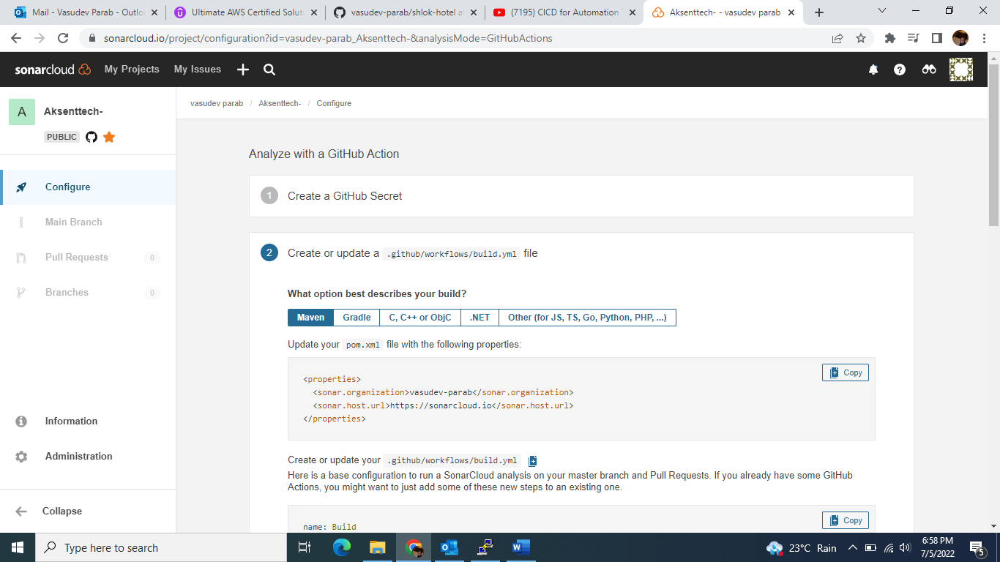 Mail - Vasudev Parab - Outlo
Ultimate AWS Certified Soluti
vasudev-parab/shlok-hotel at
(7195) CICD for Automation T
Aksenttech- - vasudev parab
sonarcloud.io/project/configuration?id=vasudev-parab_Aksenttech-&analysisMode=GitHubActions
sonarcloud My Projects My Issues
A Aksenttech-
PUBLIC
Configure
Main Branch
Pull Requests 0
Branches 0
Information
Administration
Collapse
vasudev parab / Aksenttech- / Configure
Analyze with a GitHub Action
1 Create a GitHub Secret
2 Create or update a .github/workflows/build.yml file
What option best describes your build?
Maven Gradle C, C++ or ObjC .NET Other (for JS, TS, Go, Python, PHP, ...)
Update your pom.xml file with the following properties:
Copy
<properties>
<sonar.organization>vasudev-parab</sonar.organization>
<sonar.host.url>https://sonarcloud.io</sonar.host.url>
</properties>
Create or update your .github/workflows/build.yml
Here is a base configuration to run a SonarCloud analysis on your master branch and Pull Requests. If you already have some GitHub
Actions, you might want to just add some of these new steps to an existing one.
Copy
name: Build
Type here to search
23°C Rain
6:58 PM
7/5/2022
5